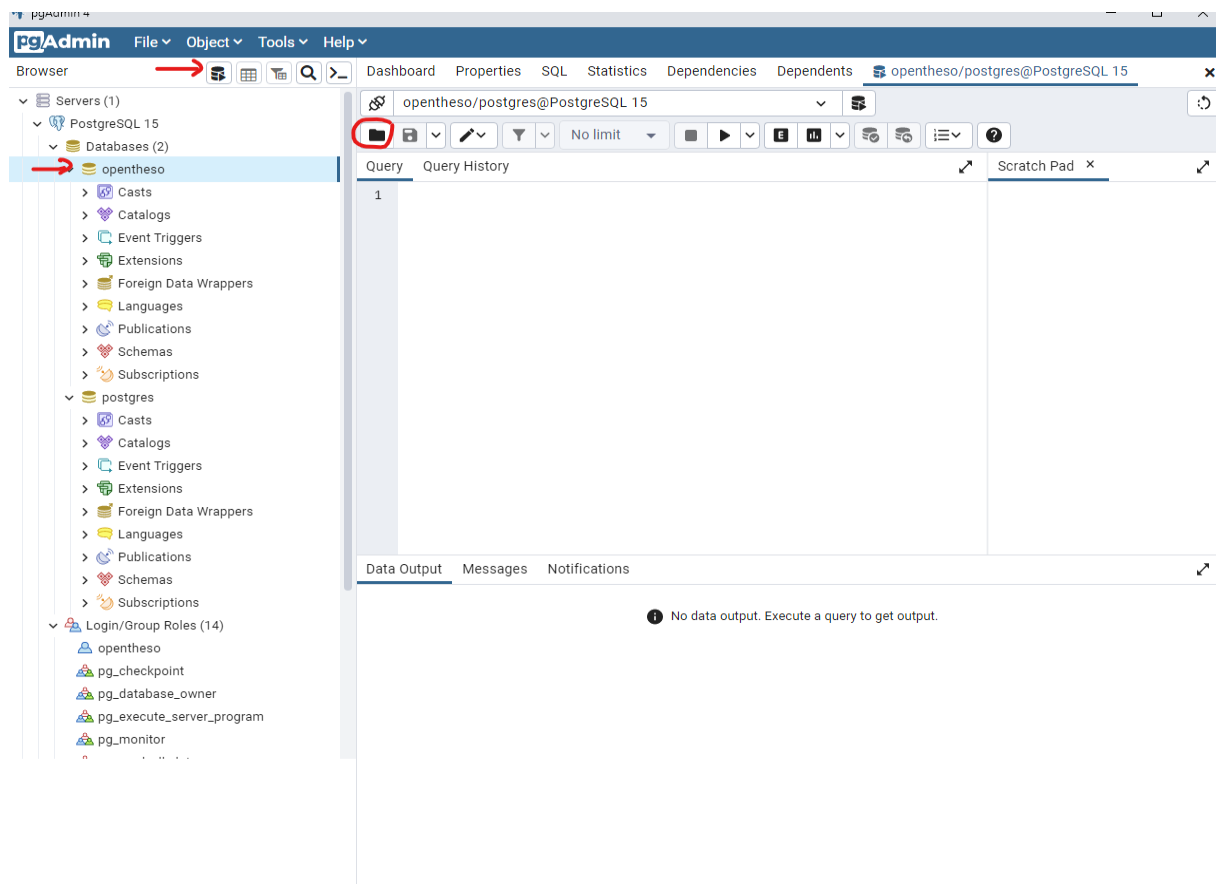 pgAdmin 4
pgAdmin File Object Tools Help
Browser
Dashboard Properties SQL Statistics Dependencies Dependents opentheso/postgres@PostgreSQL 15
Servers (1)
PostgreSQL 15
Databases (2)
opentheso
Casts
Catalogs
Event Triggers
Extensions
Foreign Data Wrappers
Languages
Publications
Schemas
Subscriptions
postgres
Casts
Catalogs
Event Triggers
Extensions
Foreign Data Wrappers
Languages
Publications
Schemas
Subscriptions
Login/Group Roles (14)
opentheso
pg_checkpoint
pg_database_owner
pg_execute_server_program
pg_monitor
opentheso/postgres@PostgreSQL 15
No limit
E
Query Query History
Scratch Pad
1
Data Output Messages Notifications
No data output. Execute a query to get output.